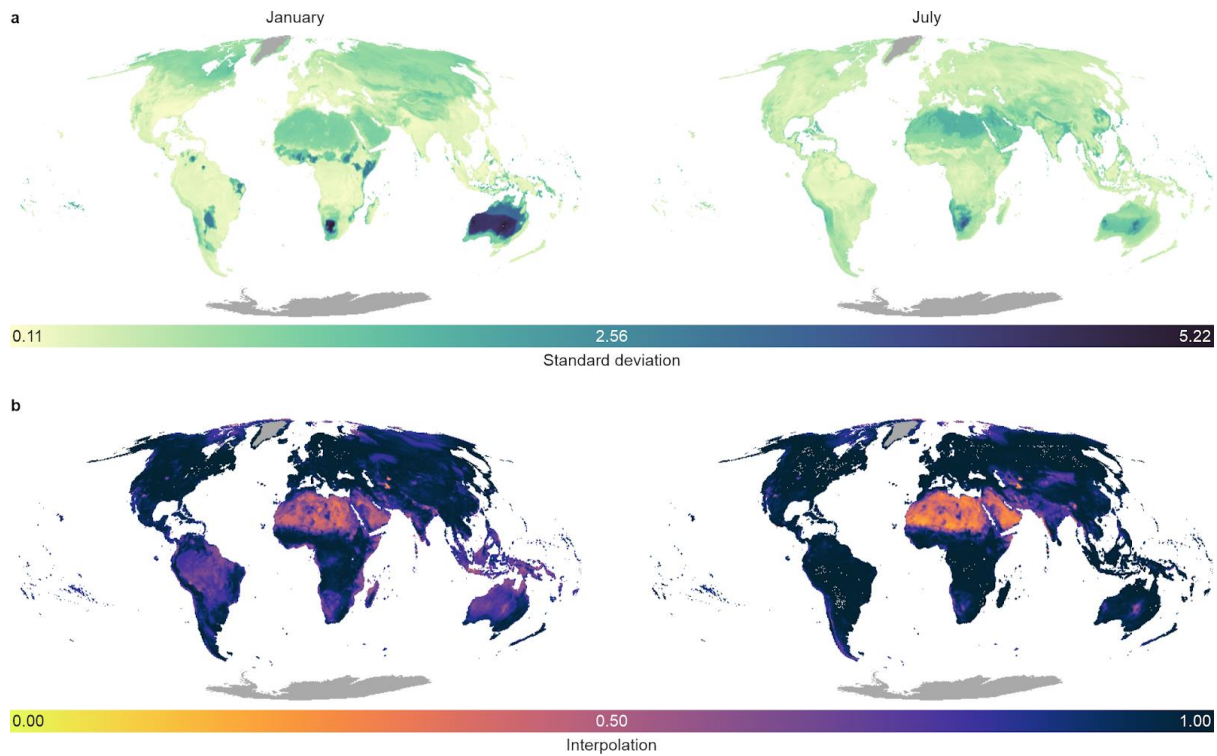 a
January
July
0.11 2.56 5.22
Standard deviation
b
0.00 0.50 1.00
Interpolation